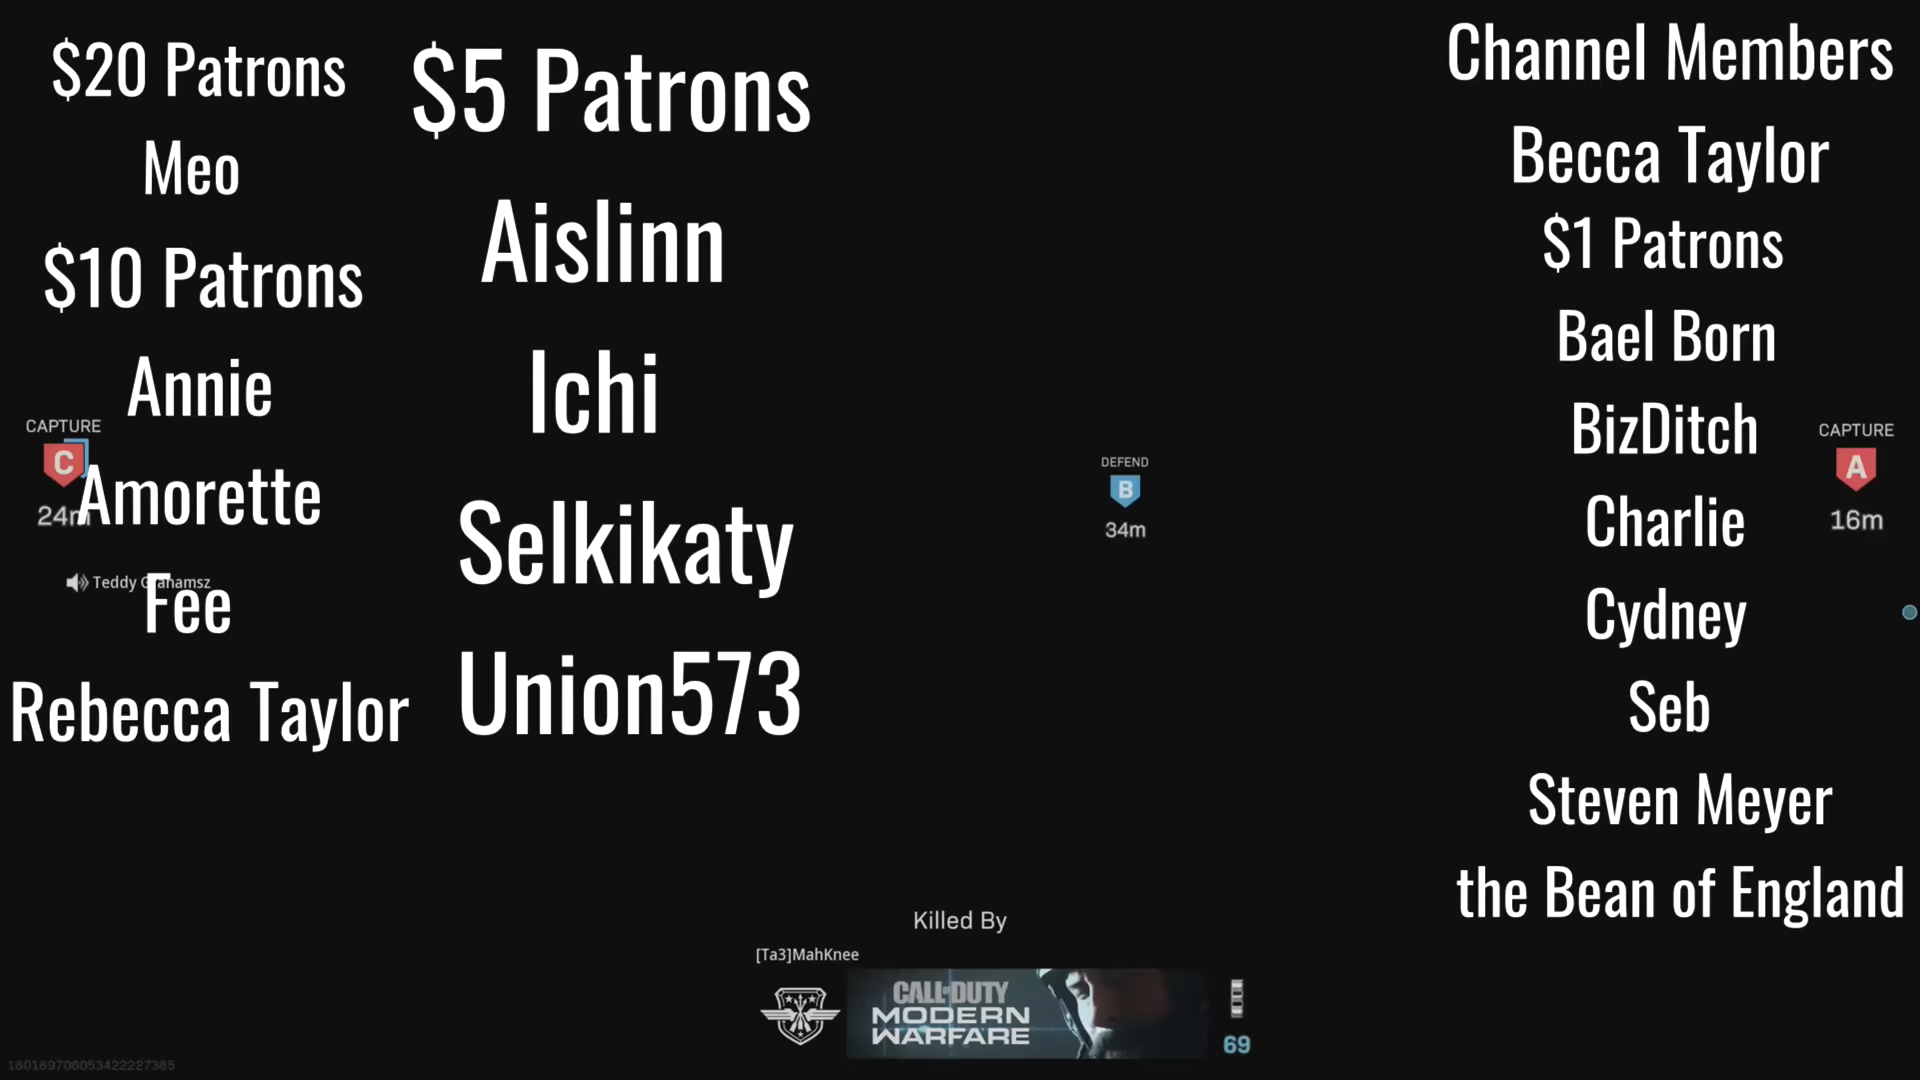 $20 Patrons
Meo
$10 Patrons
Annie
Amorette
Fee
Rebecca Taylor
$5 Patrons
Aislinn
Ichi
Selkikaty
Union573
Channel Members
Becca Taylor
$1 Patrons
Bael Born
BizDitch
Charlie
Cydney
Seb
Steven Meyer
the Bean of England
CAPTURE
C
24m
Teddy Grahamsz
DEFEND
B
34m
CAPTURE
A
16m
Killed By
[Ta3]MahKnee
CALL OF DUTY
MODERN
WARFARE
69
180189706053422227385